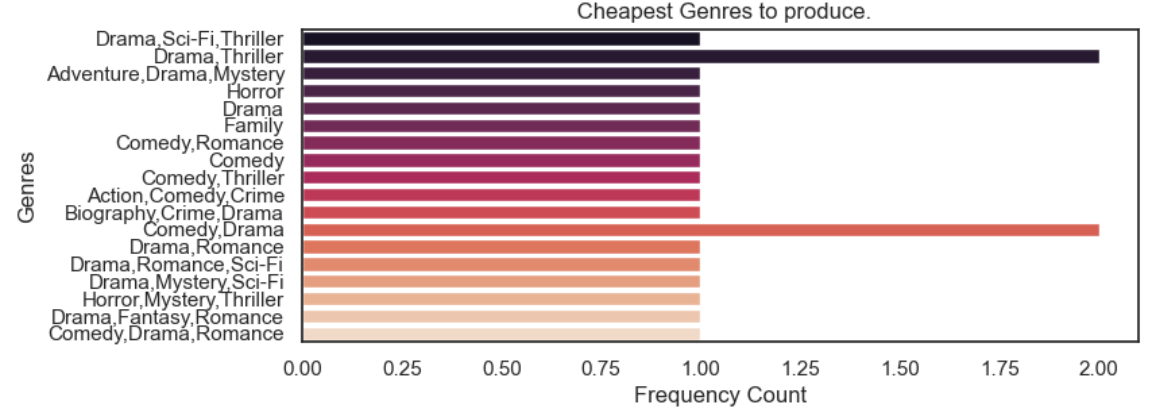 Cheapest Genres to produce.
Drama,Sci-Fi,Thriller
Drama,Thriller
Adventure,Drama,Mystery
Horror
Drama
Family
Comedy,Romance
Comedy
Comedy,Thriller
Action,Comedy,Crime
Biography,Crime,Drama
Comedy,Drama
Drama,Romance
Drama,Romance,Sci-Fi
Drama,Mystery,Sci-Fi
Horror,Mystery,Thriller
Drama,Fantasy,Romance
Comedy,Drama,Romance
Genres
0.00 0.25 0.50 0.75 1.00 1.25 1.50 1.75 2.00
Frequency Count